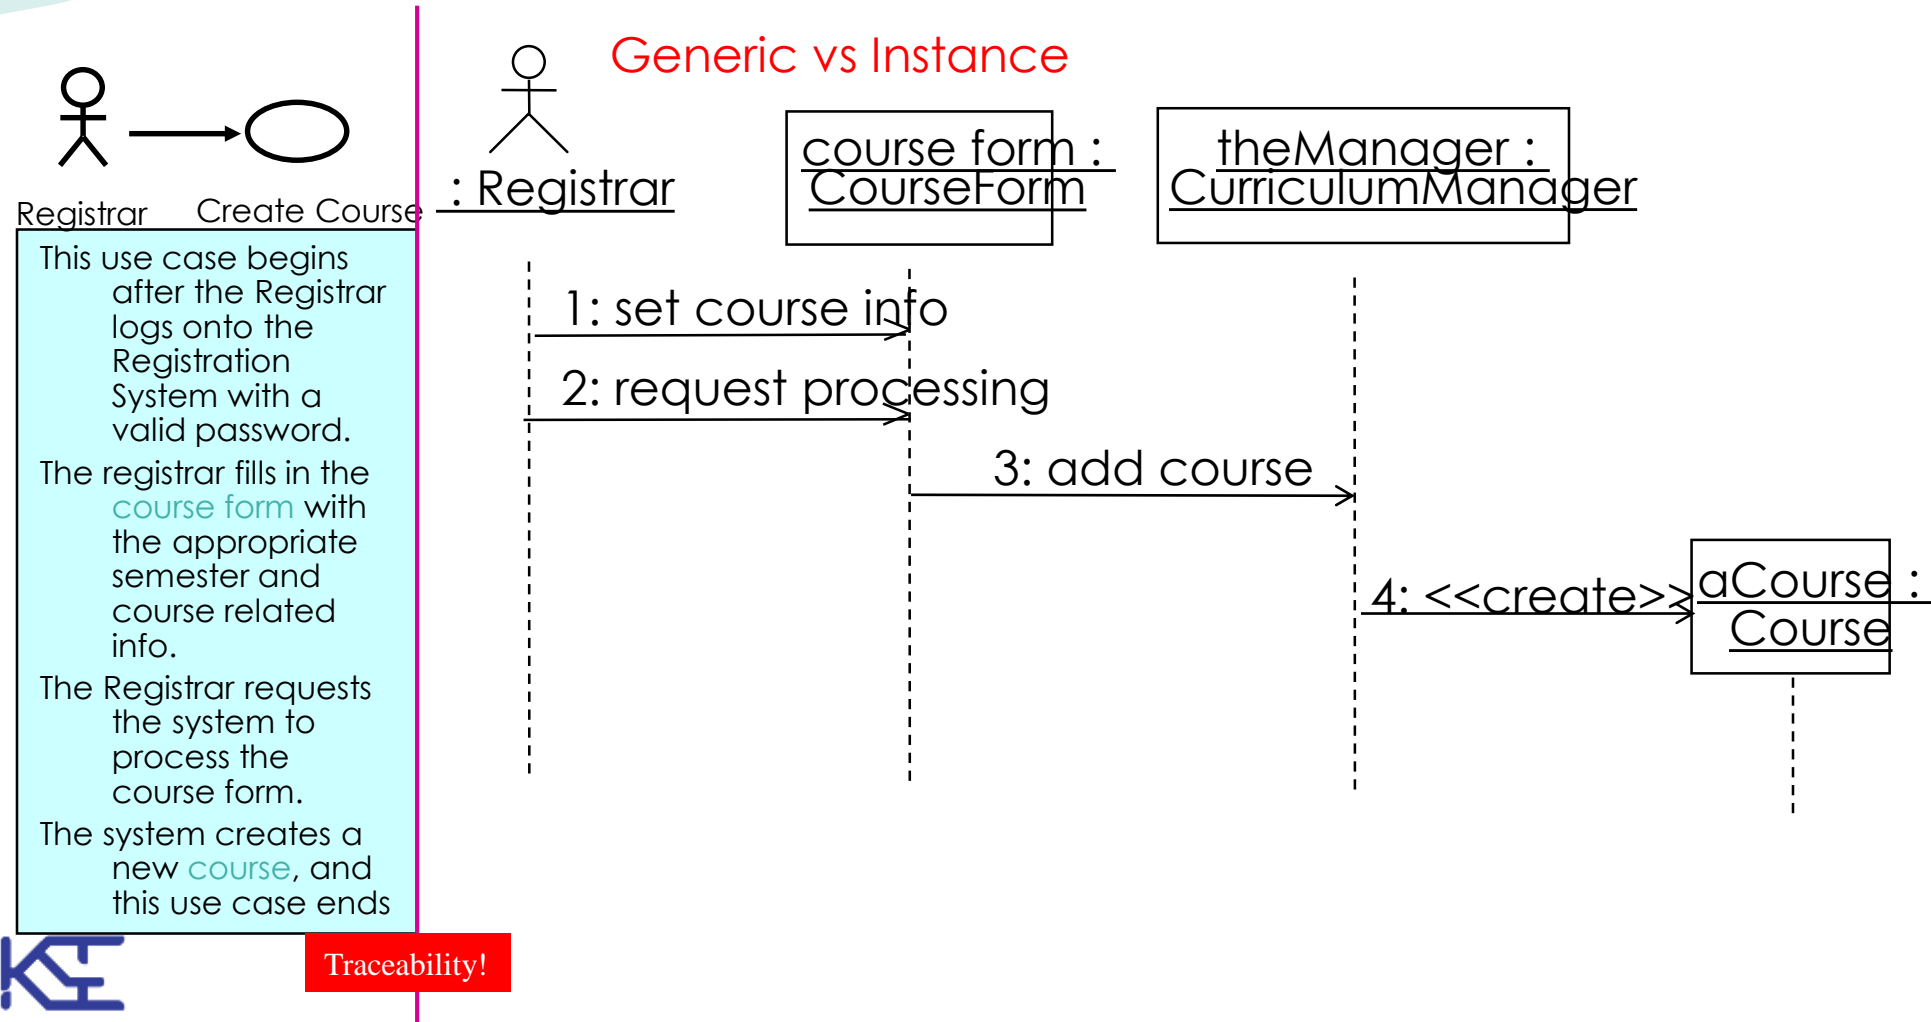 Generic vs Instance
Registrar
Create Course
This use case begins
after the Registrar
logs onto the
Registration
System with a
valid password.
The registrar fills in the
course form with
the appropriate
semester and
course related
info.
The Registrar requests
the system to
process the
course form.
The system creates a
new course, and
this use case ends
Traceability!
: Registrar
course form :
CourseForm
theManager :
CurriculumManager
1: set course info
2: request processing
3: add course
4: <<create>>
aCourse :
Course